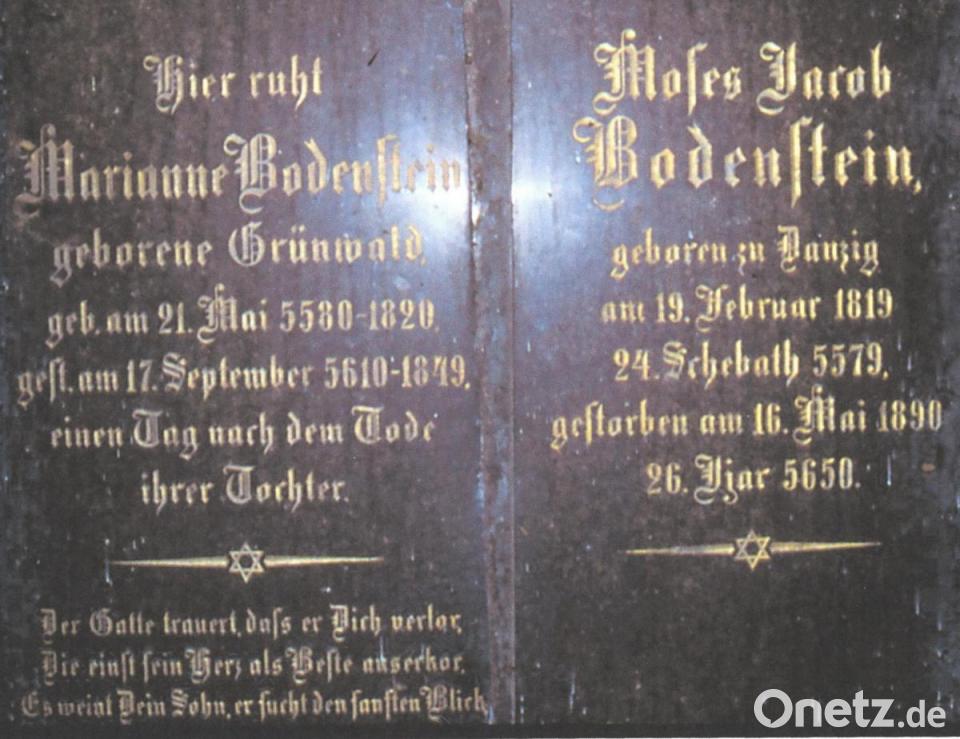 Hier ruht
Marianne Bodenstein
geborene Grünwald,
geb. am 21. Mai 5580-1820,
gest. am 17. September 5610-1849,
einen Tag nach dem Tode
ihrer Tochter.
Der Gatte trauert, dass er Dich verlor,
Die einst sein Herz als Beste auserkor,
Es weint Dein Sohn, er sucht den sanften Blick
Moses Jacob
Bodenstein,
geboren zu Danzig
am 19. Februar 1819
24. Schebath 5579,
gestorben am 16. Mai 1890
26. Ijar 5650.
Onetz.de